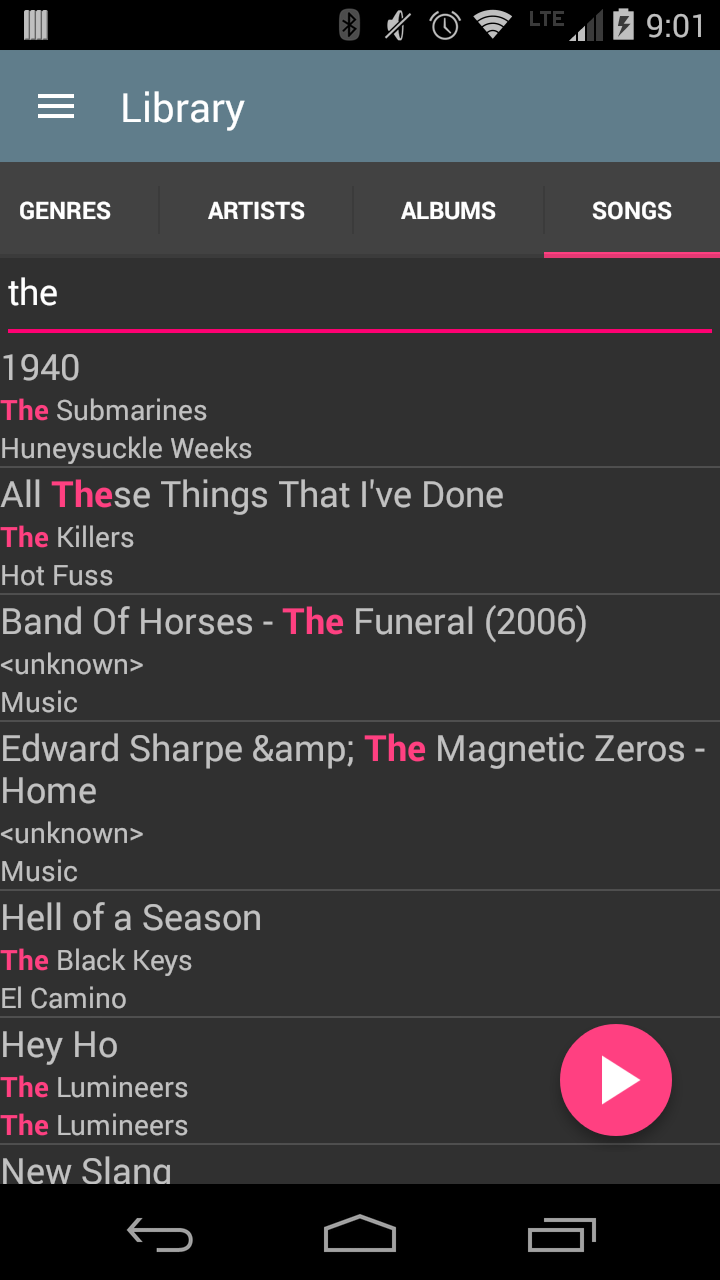 LTE 9:01
Library
GENRES ARTISTS ALBUMS SONGS
the
1940
The Submarines
Huneysuckle Weeks
All These Things That I've Done
The Killers
Hot Fuss
Band Of Horses - The Funeral (2006)
<unknown>
Music
Edward Sharpe &amp; The Magnetic Zeros -
Home
<unknown>
Music
Hell of a Season
The Black Keys
El Camino
Hey Ho
The Lumineers
The Lumineers
New Slang